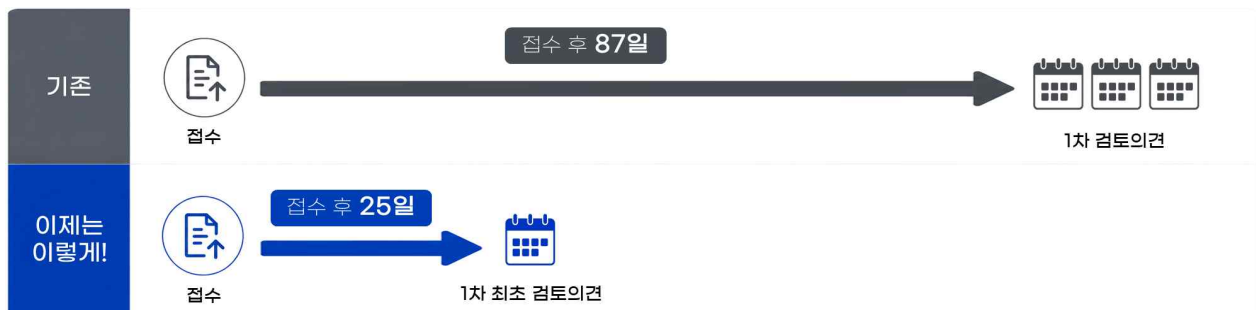 기존
접수 후 87일
접수
1차 검토의견
이제는
이렇게!
접수 후 25일
접수
1차 최초 검토의견